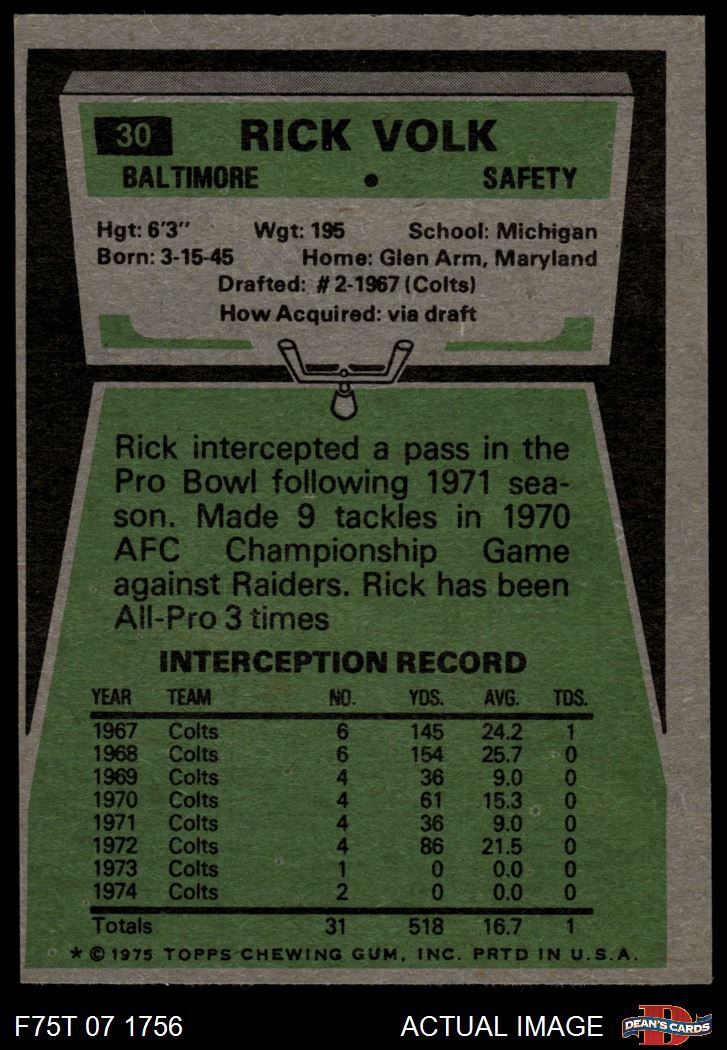 30 RICK VOLK
BALTIMORE • SAFETY
Hgt: 6'3" Wgt: 195 School: Michigan
Born: 3-15-45 Home: Glen Arm, Maryland
Drafted: #2-1967 (Colts)
How Acquired: via draft
Rick intercepted a pass in the
Pro Bowl following 1971 sea-
son. Made 9 tackles in 1970
AFC Championship Game
against Raiders. Rick has been
All-Pro 3 times
INTERCEPTION RECORD
YEAR TEAM NO. YDS. AVG. TDS.
1967 Colts 6 145 24.2 1
1968 Colts 6 154 25.7 0
1969 Colts 4 36 9.0 0
1970 Colts 4 61 15.3 0
1971 Colts 4 36 9.0 0
1972 Colts 4 86 21.5 0
1973 Colts 1 0 0.0 0
1974 Colts 2 0 0.0 0
Totals 31 518 16.7 1
* © 1975 TOPPS CHEWING GUM, INC. PRTD IN U.S.A.
F75T 07 1756 ACTUAL IMAGE D DEAN'S CARDS